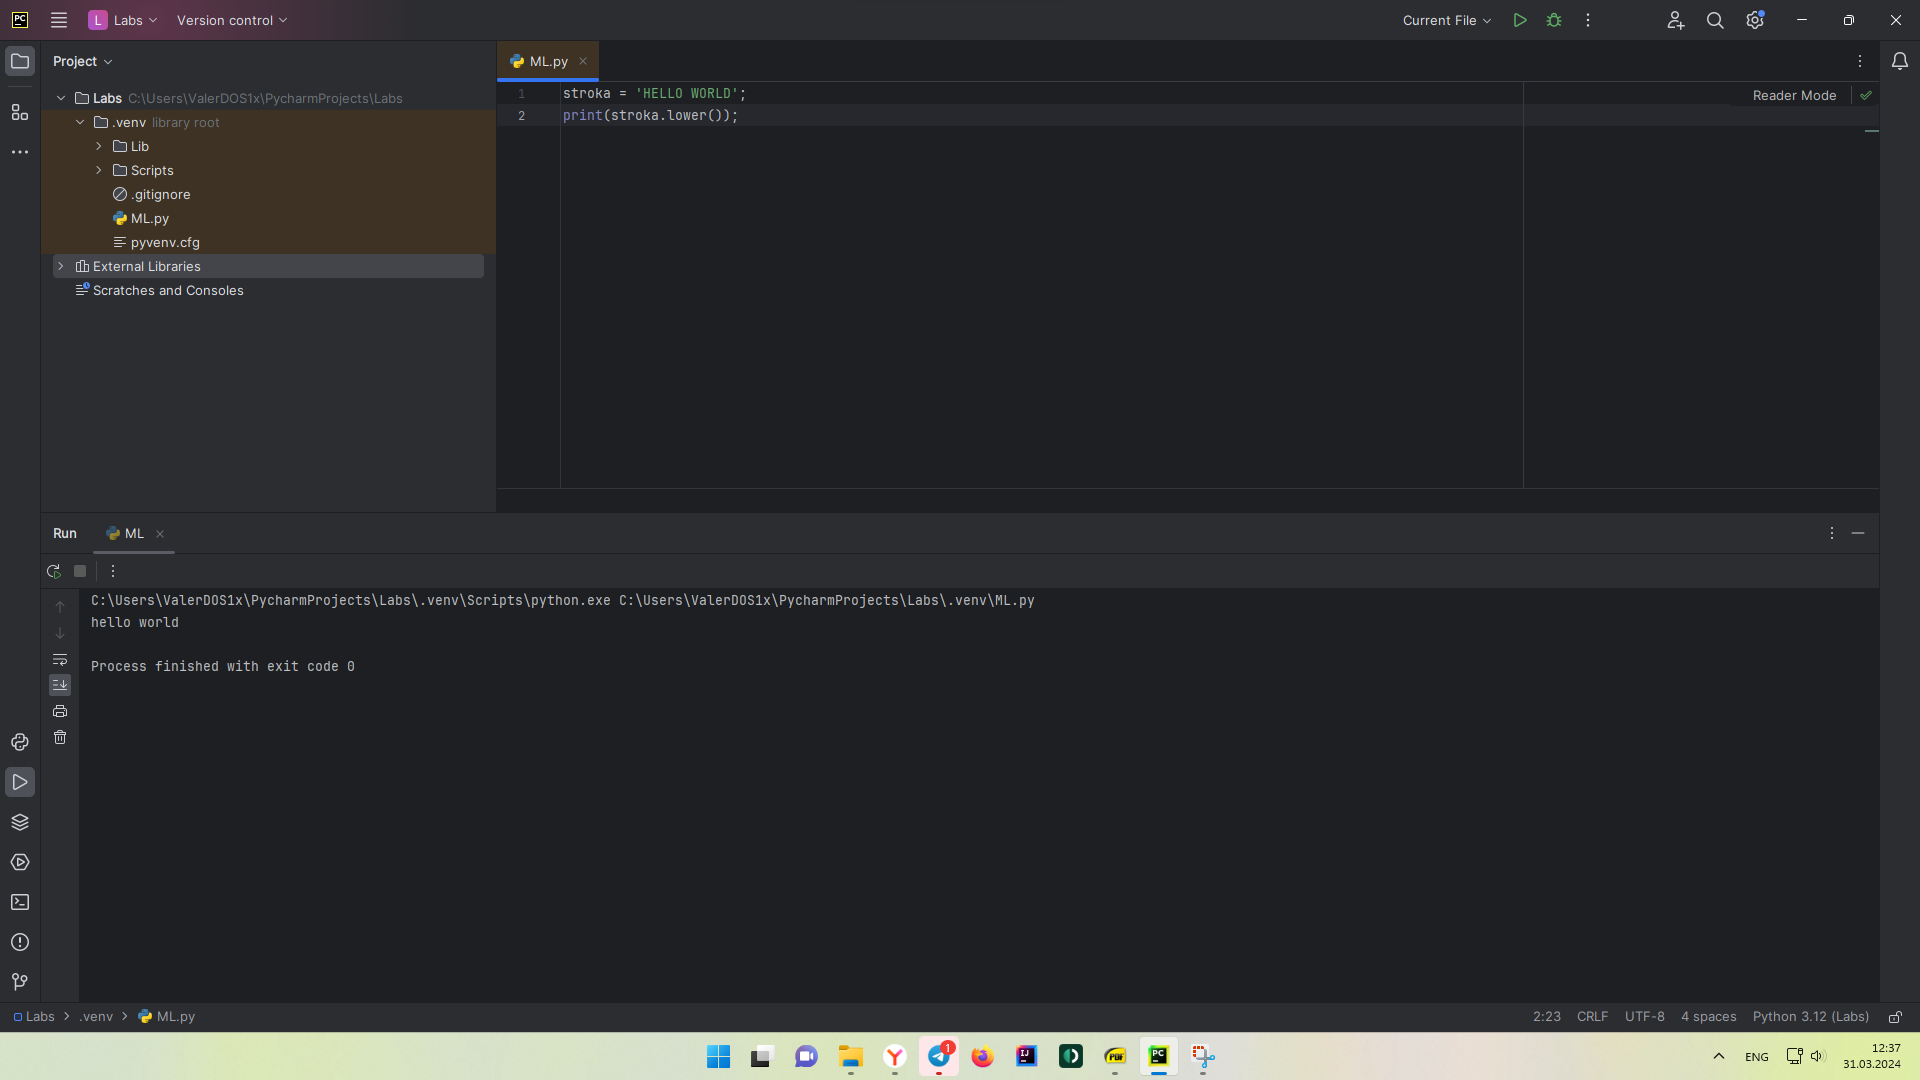 PC
L Labs
Version control
Current File
Project
ML.py
Labs C:\Users\ValerDOS1x\PycharmProjects\Labs
.venv library root
Lib
Scripts
.gitignore
ML.py
pyvenv.cfg
External Libraries
Scratches and Consoles
1 stroka = 'HELLO WORLD';
2 print(stroka.lower());
Reader Mode
Run
ML
C:\Users\ValerDOS1x\PycharmProjects\Labs\.venv\Scripts\python.exe C:\Users\ValerDOS1x\PycharmProjects\Labs\.venv\ML.py
hello world
Process finished with exit code 0
Labs > .venv > ML.py
2:23 CRLF UTF-8 4 spaces Python 3.12 (Labs)
1
IJ
PDF
PC
ENG
12:37
31.03.2024